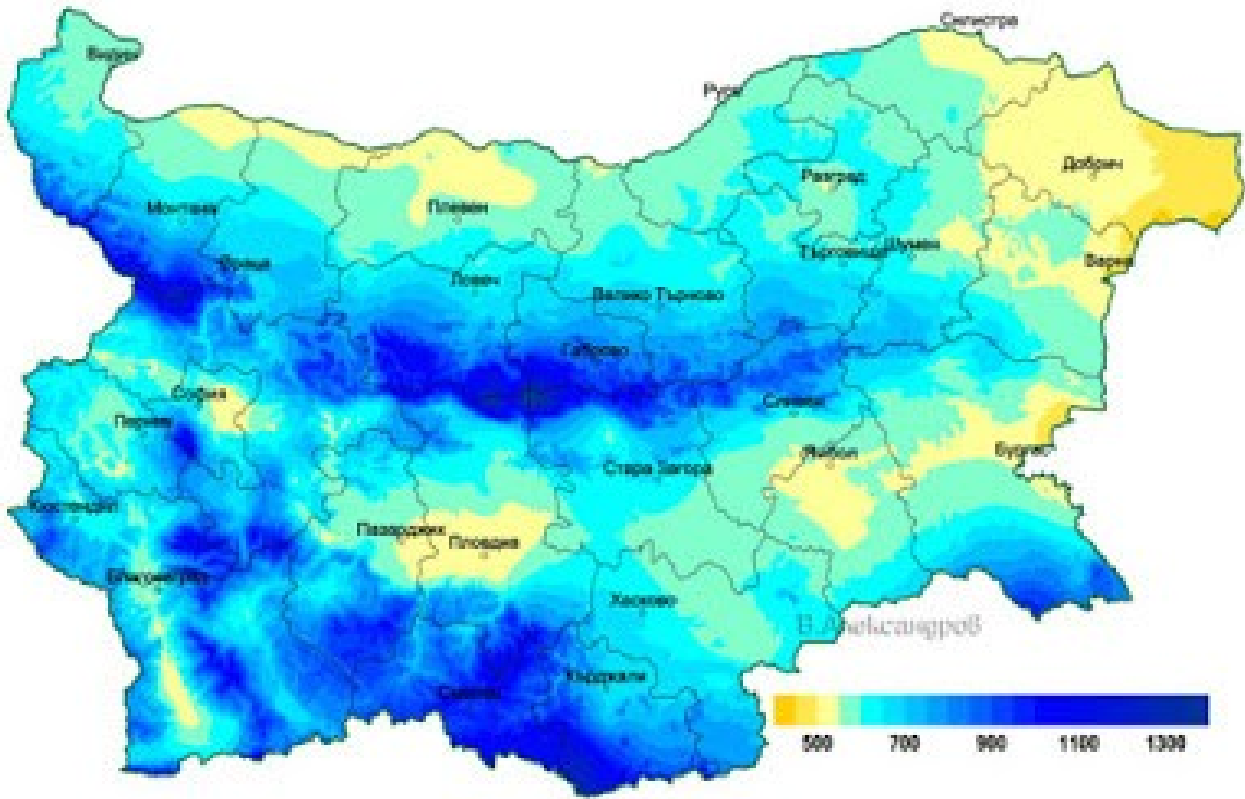 Силистра
Видин
Русе
Добрич
Разград
Монтана
Плевен
Търговище
Шумен
Варна
Враца
Ловеч
Велико Търново
Габрово
София
Сливен
Перник
Ямбол
Бургас
Стара Загора
Кюстендил
Пазарджик
Пловдив
Благоевград
Хасково
В.Александров
Кърджали
Смолян
500 700 900 1100 1300